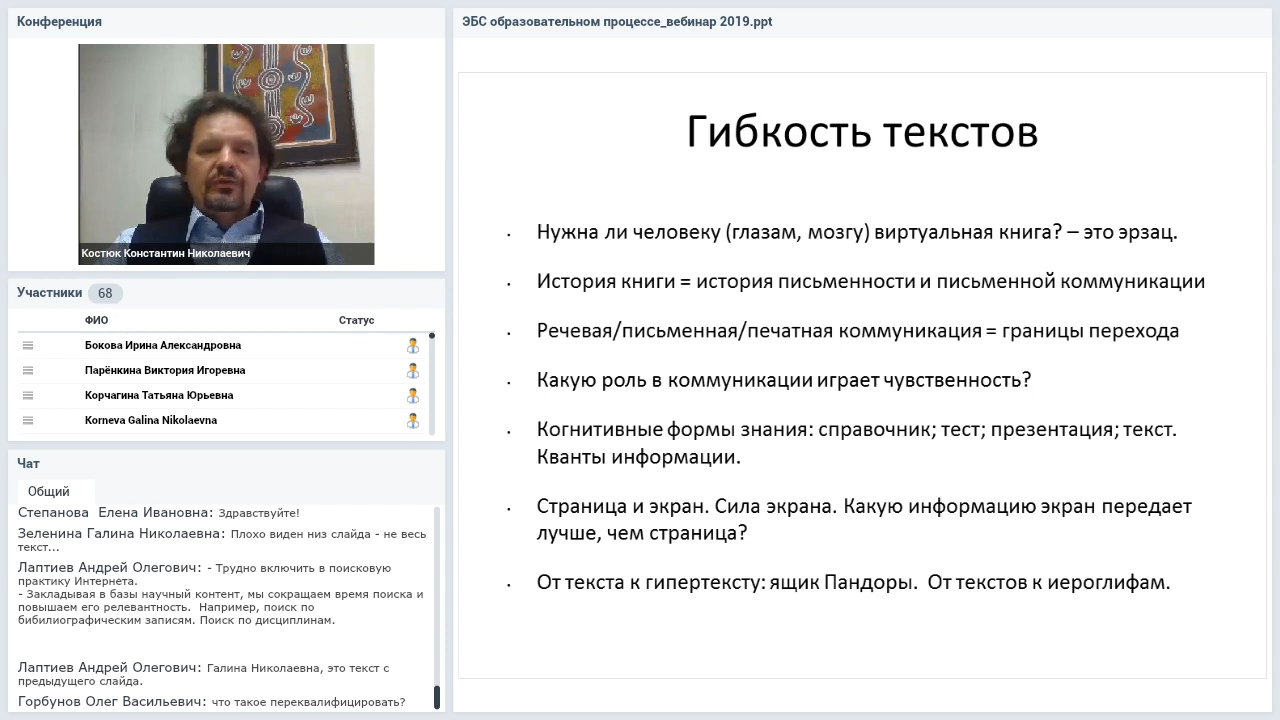 Конференция
Костюк Константин Николаевич
Участники 68
ФИО Статус
Бокова Ирина Александровна
Парёнкина Виктория Игоревна
Корчагина Татьяна Юрьевна
Korneva Galina Nikolaevna
Чат
Общий
Степанова Елена Ивановна: Здравствуйте!
Зеленина Галина Николаевна: Плохо виден низ слайда - не весь
текст...
Лаптиев Андрей Олегович: - Трудно включить в поисковую
практику Интернета.
- Закладывая в базы научный контент, мы сокращаем время поиска и
повышаем его релевантность. Например, поиск по
бибилиографическим записям. Поиск по дисциплинам.
Лаптиев Андрей Олегович: Галина Николаевна, это текст с
предыдущего слайда.
Горбунов Олег Васильевич: что такое переквалифицировать?
ЭБС образовательном процессе_вебинар 2019.ppt
Гибкость текстов
• Нужна ли человеку (глазам, мозгу) виртуальная книга? – это эрзац.
• История книги = история письменности и письменной коммуникации
• Речевая/письменная/печатная коммуникация = границы перехода
• Какую роль в коммуникации играет чувственность?
• Когнитивные формы знания: справочник; тест; презентация; текст.
Кванты информации.
• Страница и экран. Сила экрана. Какую информацию экран передает
лучше, чем страница?
• От текста к гипертексту: ящик Пандоры. От текстов к иероглифам.